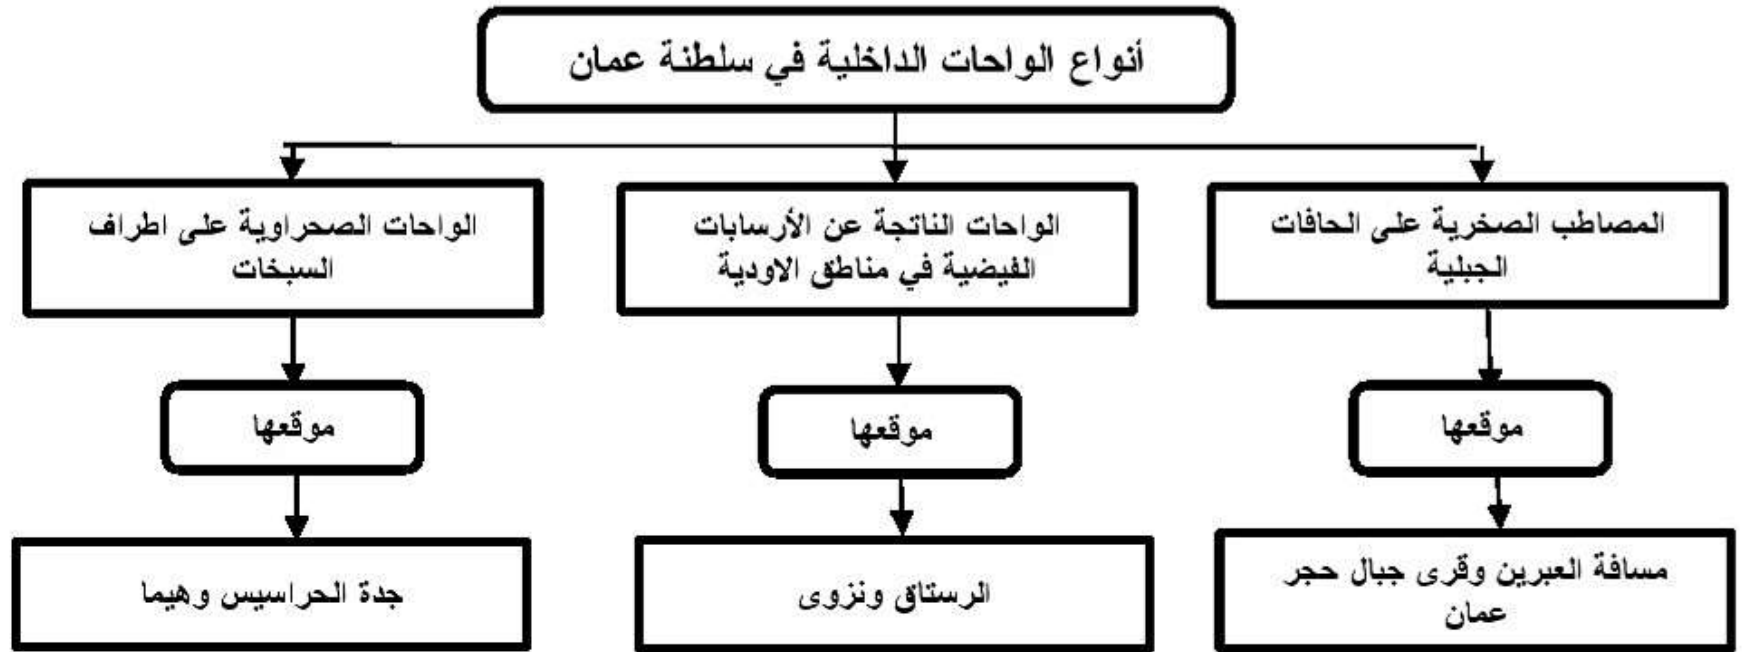 أنواع الواحات الداخلية في سلطنة عمان
المصاطب الصخرية على الحافات
الجبلية
الواحات الناتجة عن الأرسابات
الفيضية في مناطق الاودية
الواحات الصحراوية على اطراف
السبخات
موقعها
موقعها
موقعها
مسافة العبرين وقرى جبال حجر
عمان
الرستاق ونزوى
جدة الحراسيس وهيما